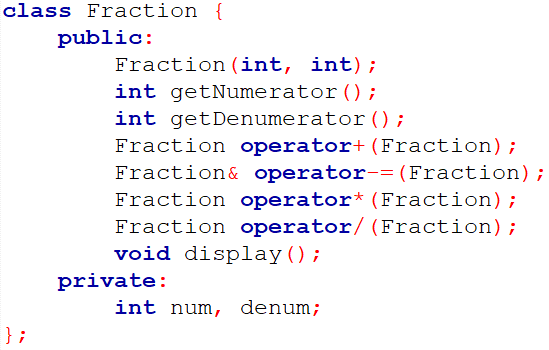 class Fraction {
public:
Fraction(int, int);
int getNumerator();
int getDenumerator();
Fraction operator+(Fraction);
Fraction& operator-=(Fraction);
Fraction operator*(Fraction);
Fraction operator/(Fraction);
void display();
private:
int num, denum;
};